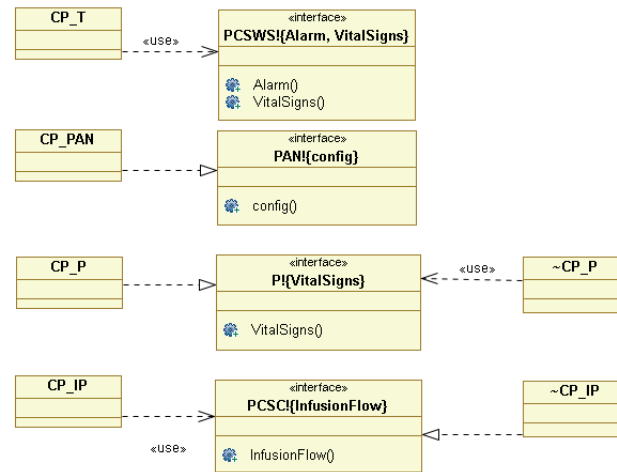 CP_T
«use»
«interface»
PCSWS!{Alarm, VitalSigns}
Alarm()
VitalSigns()
CP_PAN
«interface»
PAN!{config}
config()
CP_P
«interface»
P!{VitalSigns}
VitalSigns()
«use»
~CP_P
CP_IP
«use»
«interface»
PCSC!{InfusionFlow}
InfusionFlow()
~CP_IP